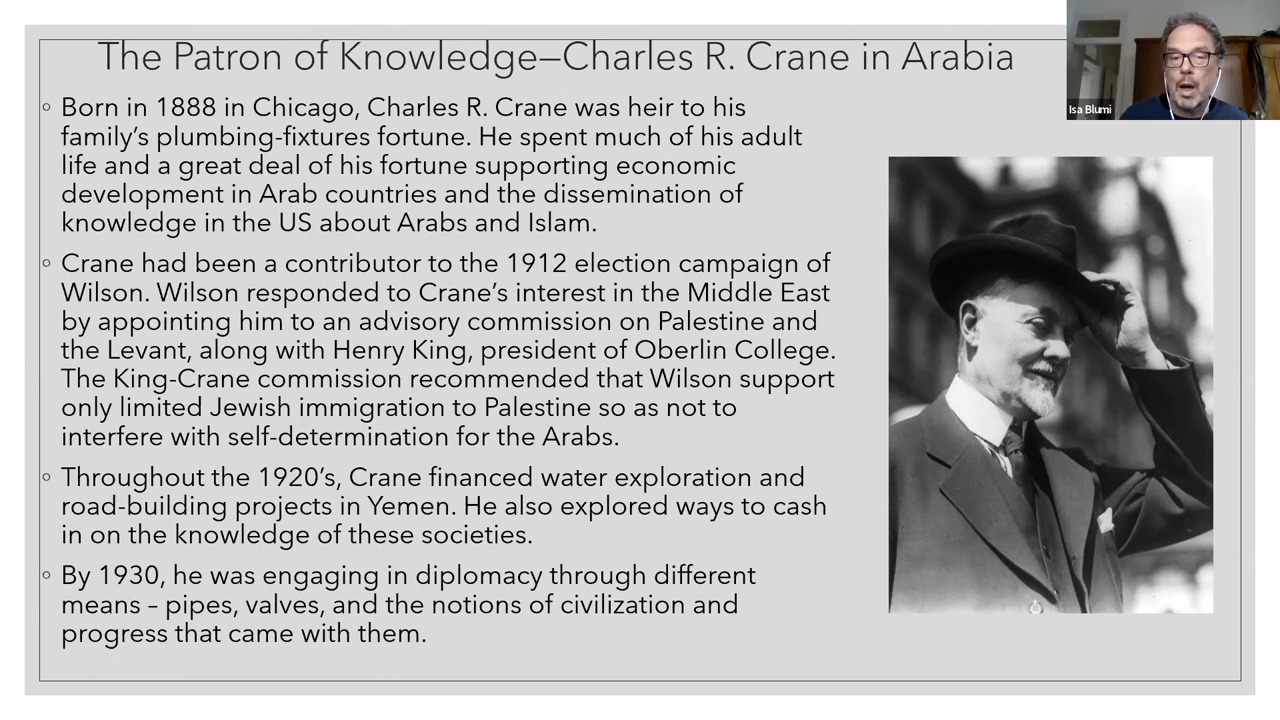 The Patron of Knowledge—Charles R. Crane in Arabia
Isa Blumi
◦ Born in 1888 in Chicago, Charles R. Crane was heir to his
family’s plumbing-fixtures fortune. He spent much of his adult
life and a great deal of his fortune supporting economic
development in Arab countries and the dissemination of
knowledge in the US about Arabs and Islam.
◦ Crane had been a contributor to the 1912 election campaign of
Wilson. Wilson responded to Crane’s interest in the Middle East
by appointing him to an advisory commission on Palestine and
the Levant, along with Henry King, president of Oberlin College.
The King-Crane commission recommended that Wilson support
only limited Jewish immigration to Palestine so as not to
interfere with self-determination for the Arabs.
◦ Throughout the 1920’s, Crane financed water exploration and
road-building projects in Yemen. He also explored ways to cash
in on the knowledge of these societies.
◦ By 1930, he was engaging in diplomacy through different
means – pipes, valves, and the notions of civilization and
progress that came with them.